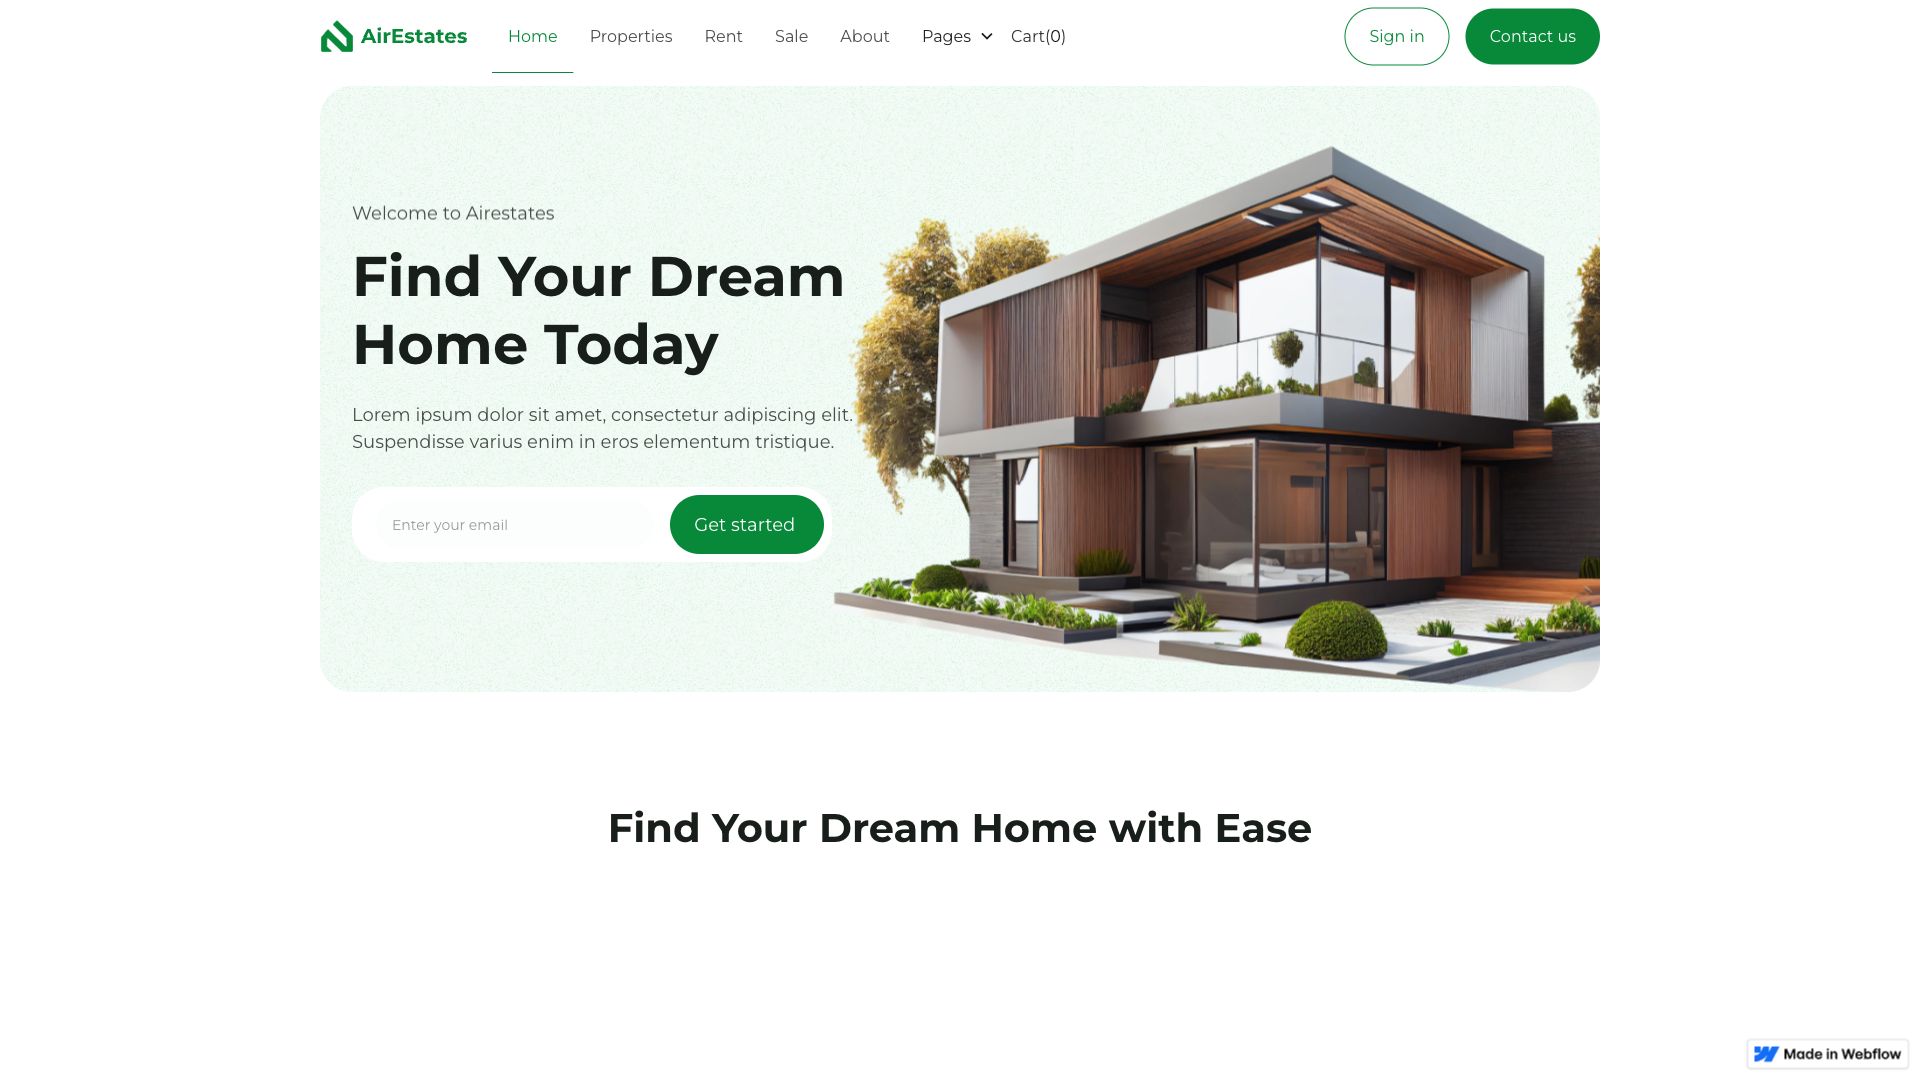 AirEstates
Home
Properties
Rent
Sale
About
Pages
Cart(0)
Sign in
Contact us
Welcome to Airestates
Find Your Dream
Home Today
Lorem ipsum dolor sit amet, consectetur adipiscing elit.
Suspendisse varius enim in eros elementum tristique.
Enter your email
Get started
Find Your Dream Home with Ease
Made in Webflow